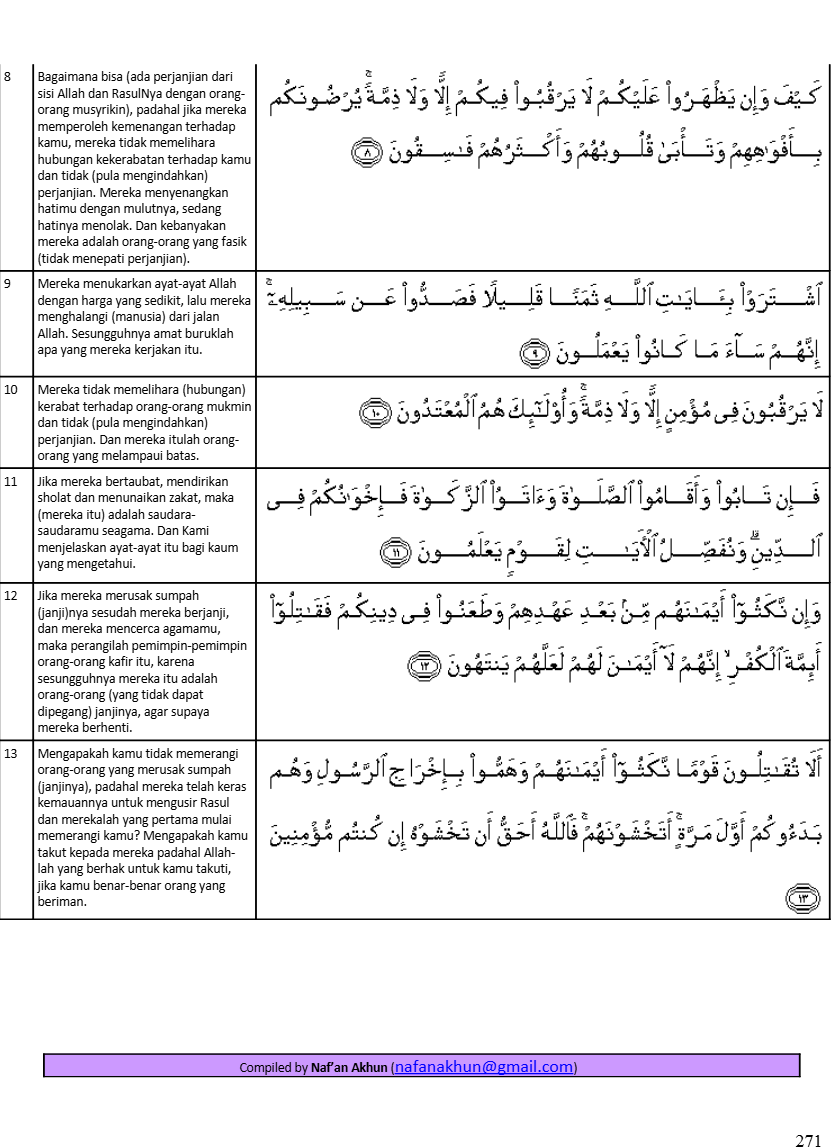 8
Bagaimana bisa (ada perjanjian dari
sisi Allah dan RasulNya dengan orang-
orang musyrikin), padahal jika mereka
memperoleh kemenangan terhadap
kamu, mereka tidak memelihara
hubungan kekerabatan terhadap kamu
dan tidak (pula mengindahkan)
perjanjian. Mereka menyenangkan
hatimu dengan mulutnya, sedang
hatinya menolak. Dan kebanyakan
mereka adalah orang-orang yang fasik
(tidak menepati perjanjian).
كَيْفَ وَإِن يَظْهَرُوا۟ عَلَيْكُمْ لَا يَرْقُبُوا۟ فِيكُمْ إِلًّا وَلَا ذِمَّةً ۚ يُرْضُونَكُم
بِأَفْوَٰهِهِمْ وَتَأْبَىٰ قُلُوبُهُمْ وَأَكْثَرُهُمْ فَـٰسِقُونَ ٨
9
Mereka menukarkan ayat-ayat Allah
dengan harga yang sedikit, lalu mereka
menghalangi (manusia) dari jalan
Allah. Sesungguhnya amat buruklah
apa yang mereka kerjakan itu.
ٱشْتَرَوْا۟ بِـَٔايَـٰتِ ٱللَّهِ ثَمَنًا قَلِيلًا فَصَدُّوا۟ عَن سَبِيلِهِۦٓ ۚ
إِنَّهُمْ سَآءَ مَا كَانُوا۟ يَعْمَلُونَ ٩
10
Mereka tidak memelihara (hubungan)
kerabat terhadap orang-orang mukmin
dan tidak (pula mengindahkan)
perjanjian. Dan mereka itulah orang-
orang yang melampaui batas.
لَا يَرْقُبُونَ فِى مُؤْمِنٍ إِلًّا وَلَا ذِمَّةً ۚ وَأُو۟لَـٰٓئِكَ هُمُ ٱلْمُعْتَدُونَ ١٠
11
Jika mereka bertaubat, mendirikan
sholat dan menunaikan zakat, maka
(mereka itu) adalah saudara-
saudaramu seagama. Dan Kami
menjelaskan ayat-ayat itu bagi kaum
yang mengetahui.
فَإِن تَابُوا۟ وَأَقَامُوا۟ ٱلصَّلَوٰةَ وَءَاتَوُا۟ ٱلزَّكَوٰةَ فَإِخْوَٰنُكُمْ فِى
ٱلدِّينِ ۗ وَنُفَصِّلُ ٱلْأَيَـٰتِ لِقَوْمٍ يَعْلَمُونَ ١١
12
Jika mereka merusak sumpah
(janji)nya sesudah mereka berjanji,
dan mereka mencerca agamamu,
maka perangilah pemimpin-pemimpin
orang-orang kafir itu, karena
sesungguhnya mereka itu adalah
orang-orang (yang tidak dapat
dipegang) janjinya, agar supaya
mereka berhenti.
وَإِن نَّكَثُوٓا۟ أَيْمَـٰنَهُم مِّنۢ بَعْدِ عَهْدِهِمْ وَطَعَنُوا۟ فِى دِينِكُمْ فَقَـٰتِلُوٓا۟
أَئِمَّةَ ٱلْكُفْرِ ۙ إِنَّهُمْ لَآ أَيْمَـٰنَ لَهُمْ لَعَلَّهُمْ يَنتَهُونَ ١٢
13
Mengapakah kamu tidak memerangi
orang-orang yang merusak sumpah
(janjinya), padahal mereka telah keras
kemauannya untuk mengusir Rasul
dan merekalah yang pertama mulai
memerangi kamu? Mengapakah kamu
takut kepada mereka padahal Allah-
lah yang berhak untuk kamu takuti,
jika kamu benar-benar orang yang
beriman.
أَلَا تُقَـٰتِلُونَ قَوْمًا نَّكَثُوٓا۟ أَيْمَـٰنَهُمْ وَهَمُّوا۟ بِإِخْرَاجِ ٱلرَّسُولِ وَهُم
بَدَءُوكُمْ أَوَّلَ مَرَّةٍ ۚ أَتَخْشَوْنَهُمْ ۚ فَٱللَّهُ أَحَقُّ أَن تَخْشَوْهُ إِن كُنتُم مُّؤْمِنِينَ
١٣
Compiled by Naf’an Akhun (nafanakhun@gmail.com)
271